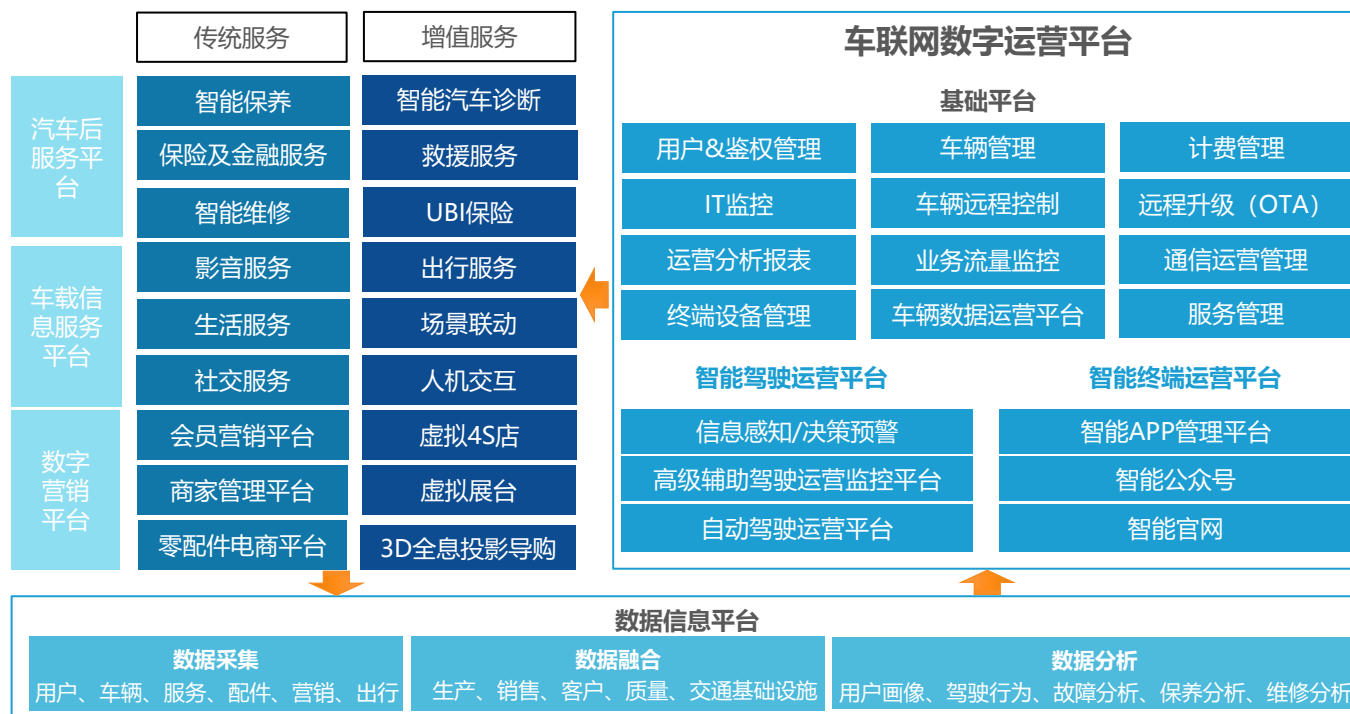 传统服务
增值服务
汽车后
服务平
台
智能保养
智能汽车诊断
保险及金融服务
救援服务
智能维修
UBI保险
车载信
息服务
平台
影音服务
出行服务
生活服务
场景联动
社交服务
人机交互
数字
营销
平台
会员营销平台
虚拟4S店
商家管理平台
虚拟展台
零配件电商平台
3D全息投影导购
车联网数字运营平台
基础平台
用户&鉴权管理
车辆管理
计费管理
IT监控
车辆远程控制
远程升级（OTA）
运营分析报表
业务流量监控
通信运营管理
终端设备管理
车辆数据运营平台
服务管理
智能驾驶运营平台
智能终端运营平台
信息感知/决策预警
智能APP管理平台
高级辅助驾驶运营监控平台
智能公众号
自动驾驶运营平台
智能官网
数据信息平台
数据采集
用户、车辆、服务、配件、营销、出行
数据融合
生产、销售、客户、质量、交通基础设施
数据分析
用户画像、驾驶行为、故障分析、保养分析、维修分析